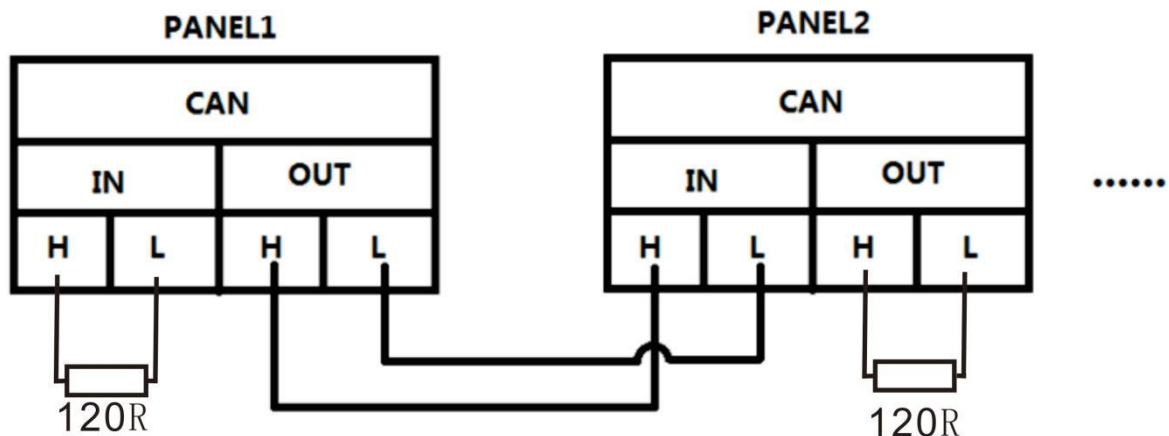 PANEL1 PANEL2
CAN CAN
IN OUT IN OUT ......
H L H L H L H L
120R 120R